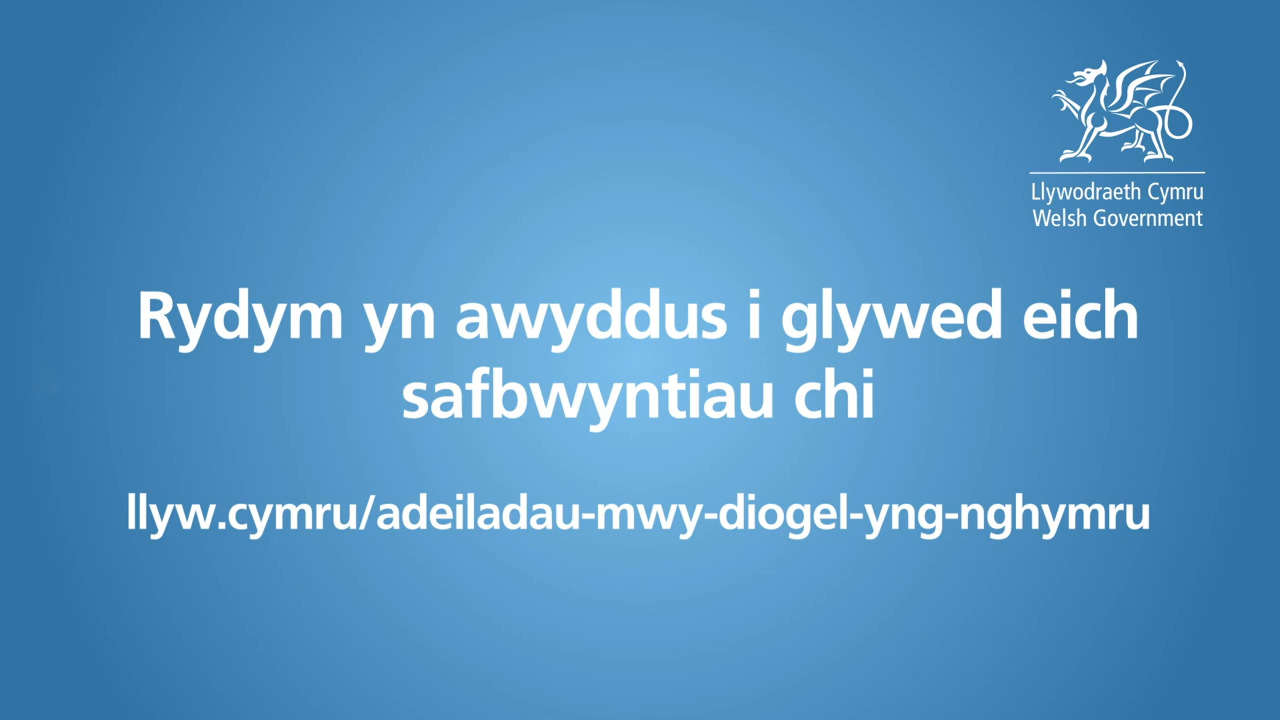 Llywodraeth Cymru
Welsh Government
Rydym yn awyddus i glywed eich
safbwyntiau chi
llyw.cymru/adeiladau-mwy-diogel-yng-nghymru